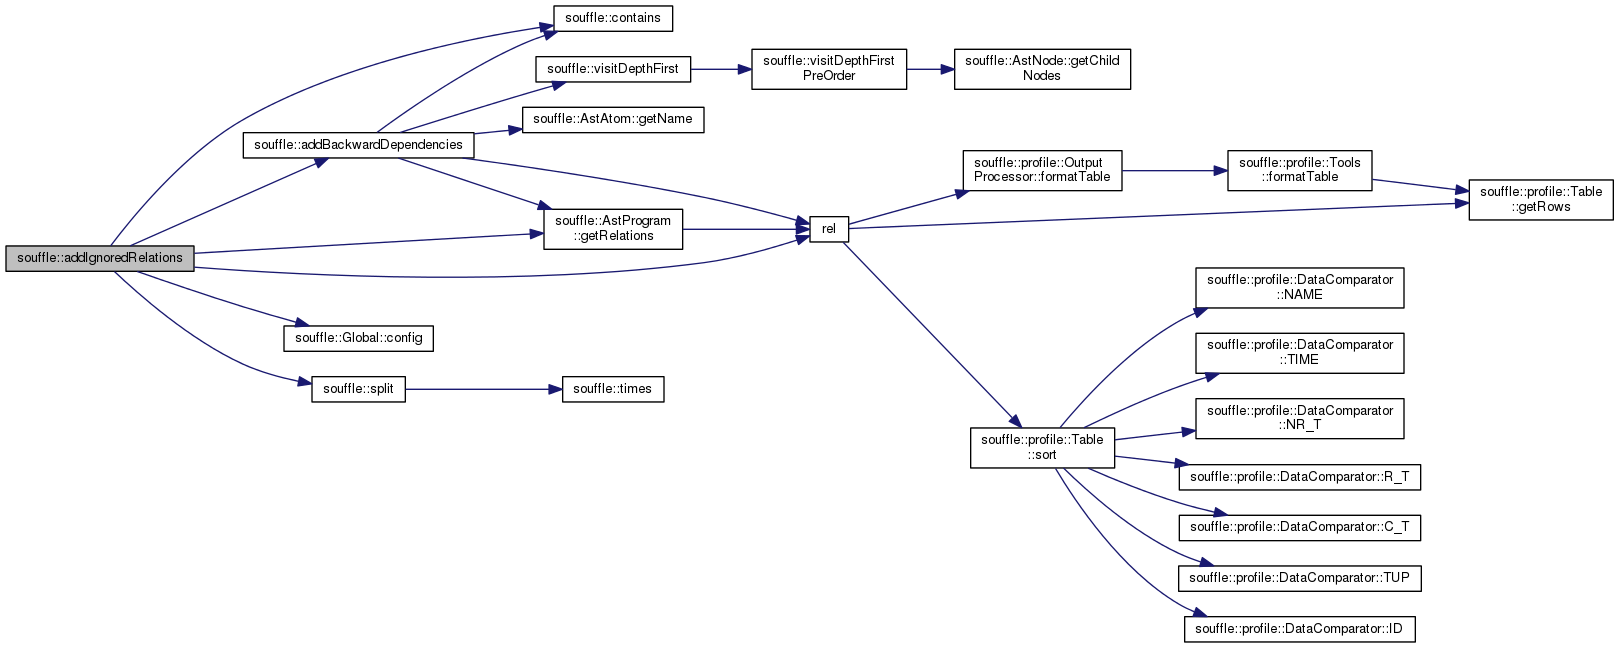 souffle::contains
souffle::visitDepthFirst
souffle::visitDepthFirst
PreOrder
souffle::AstNode::getChild
Nodes
souffle::AstAtom::getName
souffle::addBackwardDependencies
souffle::profile::Output
Processor::formatTable
souffle::profile::Tools
::formatTable
souffle::profile::Table
::getRows
souffle::AstProgram
::getRelations
rel
souffle::addIgnoredRelations
souffle::profile::DataComparator
::NAME
souffle::Global::config
souffle::profile::DataComparator
::TIME
souffle::split
souffle::times
souffle::profile::DataComparator
::NR_T
souffle::profile::Table
::sort
souffle::profile::DataComparator::R_T
souffle::profile::DataComparator::C_T
souffle::profile::DataComparator::TUP
souffle::profile::DataComparator::ID